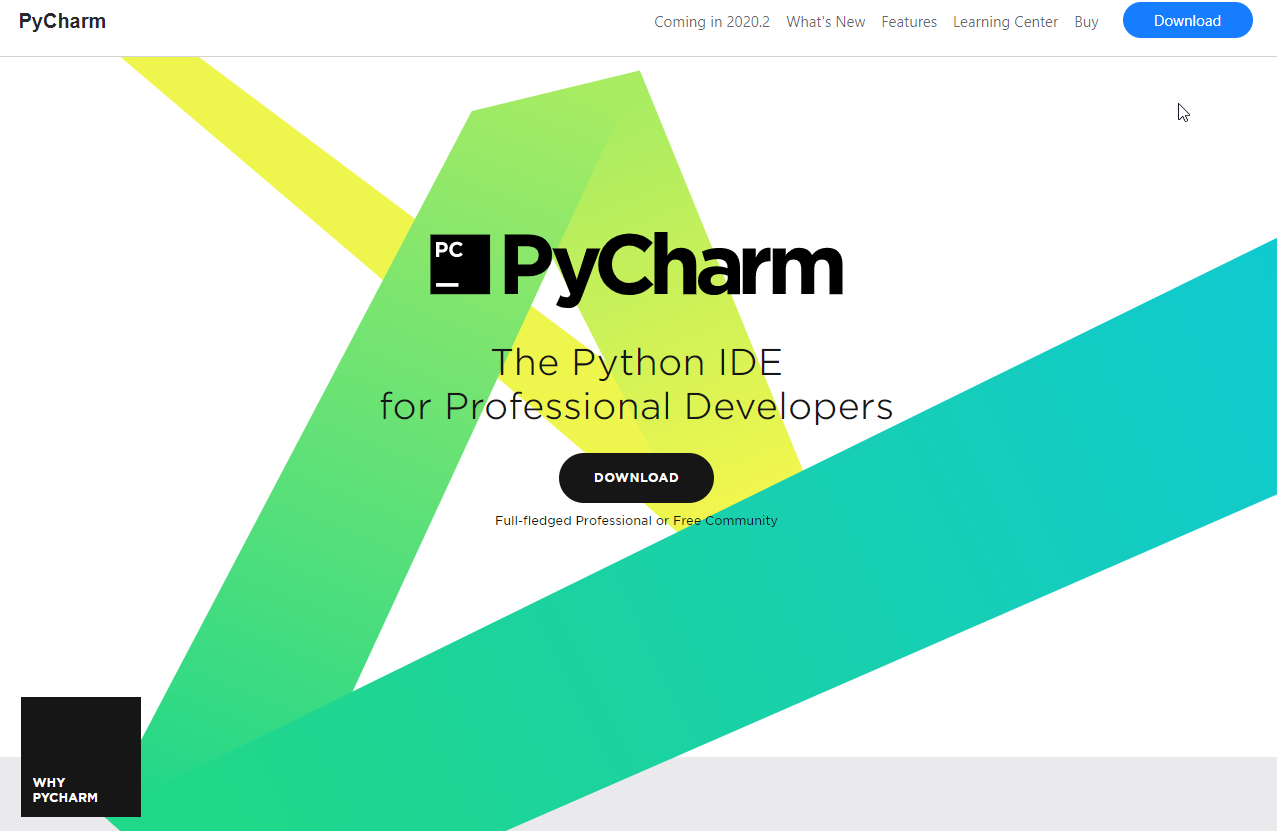 PyCharm
Coming in 2020.2 What's New Features Learning Center Buy Download
PC PyCharm
The Python IDE
for Professional Developers
DOWNLOAD
Full-fledged Professional or Free Community
WHY
PYCHARM